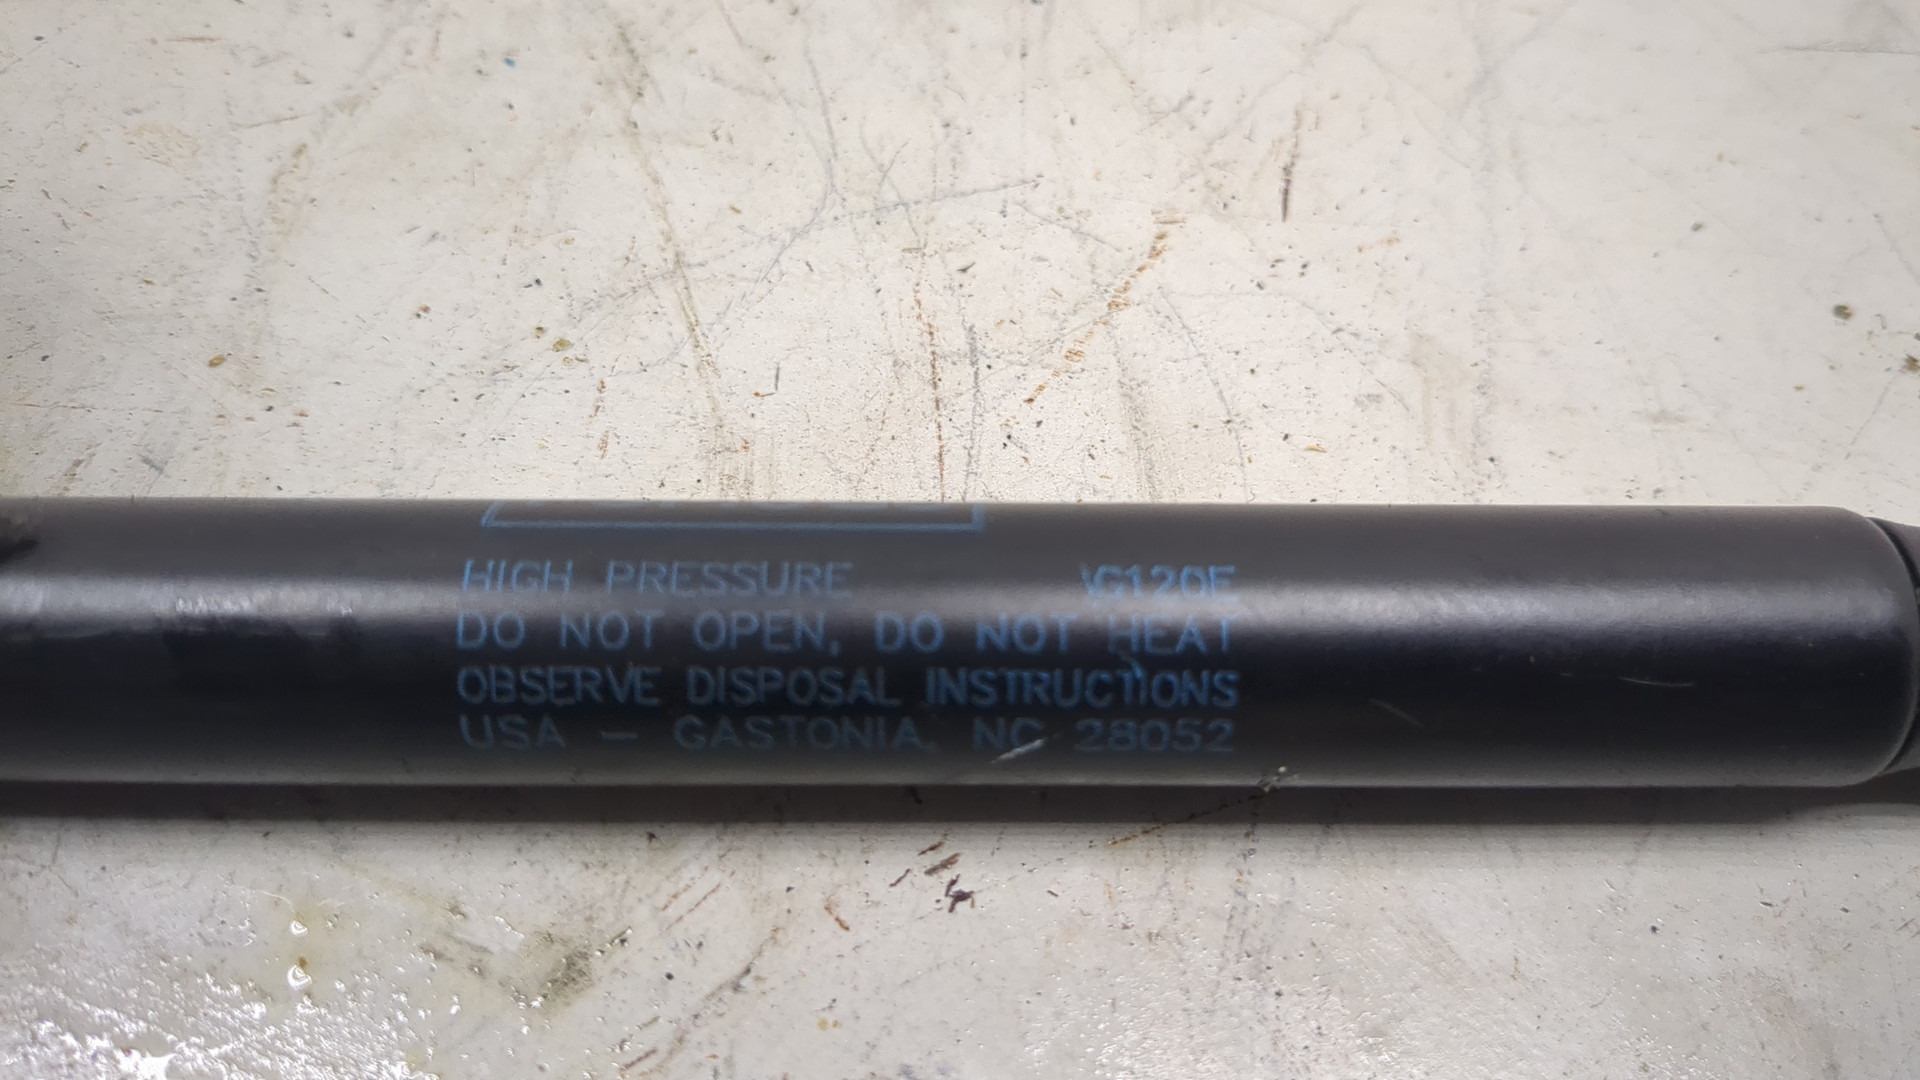 HIGH PRESSURE
DO NOT OPEN, DO NOT HEAT
OBSERVE DISPOSAL INSTRUCTIONS
USA - GASTONIA, NC 28052